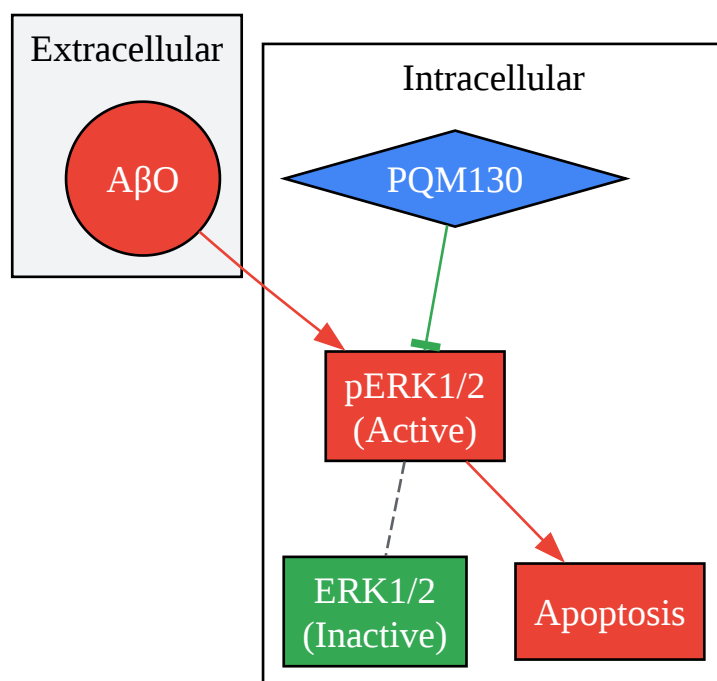 Extracellular
Intracellular
AβO
PQM130
pERK1/2
(Active)
ERK1/2
(Inactive)
Apoptosis